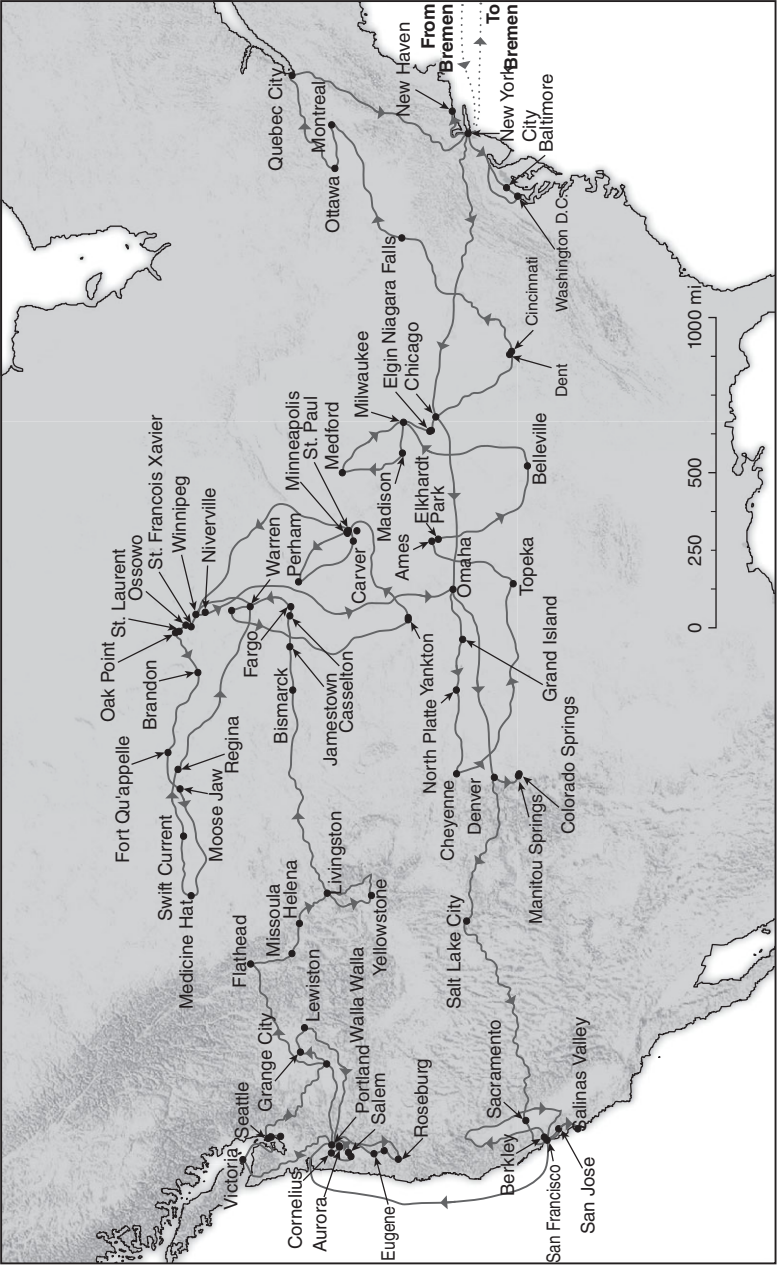 From
Bremen
To
Bremen
Quebec City
Montreal
Ottawa
New Haven
New York
City
Baltimore
Washington D.C.
Niagara Falls
Cincinnati
Dent
Elgin
Chicago
Milwaukee
Madison
Medford
St. Paul
Minneapolis
Belleville
Elkhardt
Park
Ames
Carver
Perham
Warren
Niverville
Winnipeg
St. Francois Xavier
Ossowo
St. Laurent
Oak Point
Brandon
Fargo
Casselton
Jamestown
Bismarck
Yankton
Omaha
Topeka
Grand Island
North Platte
Cheyenne
Denver
Colorado Springs
Manitou Springs
Fort Qu'appelle
Regina
Moose Jaw
Swift Current
Medicine Hat
Livingston
Yellowstone
Helena
Missoula
Flathead
Salt Lake City
Lewiston
Grange City
Walla Walla
Portland
Salem
Roseburg
Seattle
Victoria
Cornelius
Aurora
Eugene
Sacramento
Berkley
San Francisco
San Jose
Salinas Valley
0
250
500
1000 mi